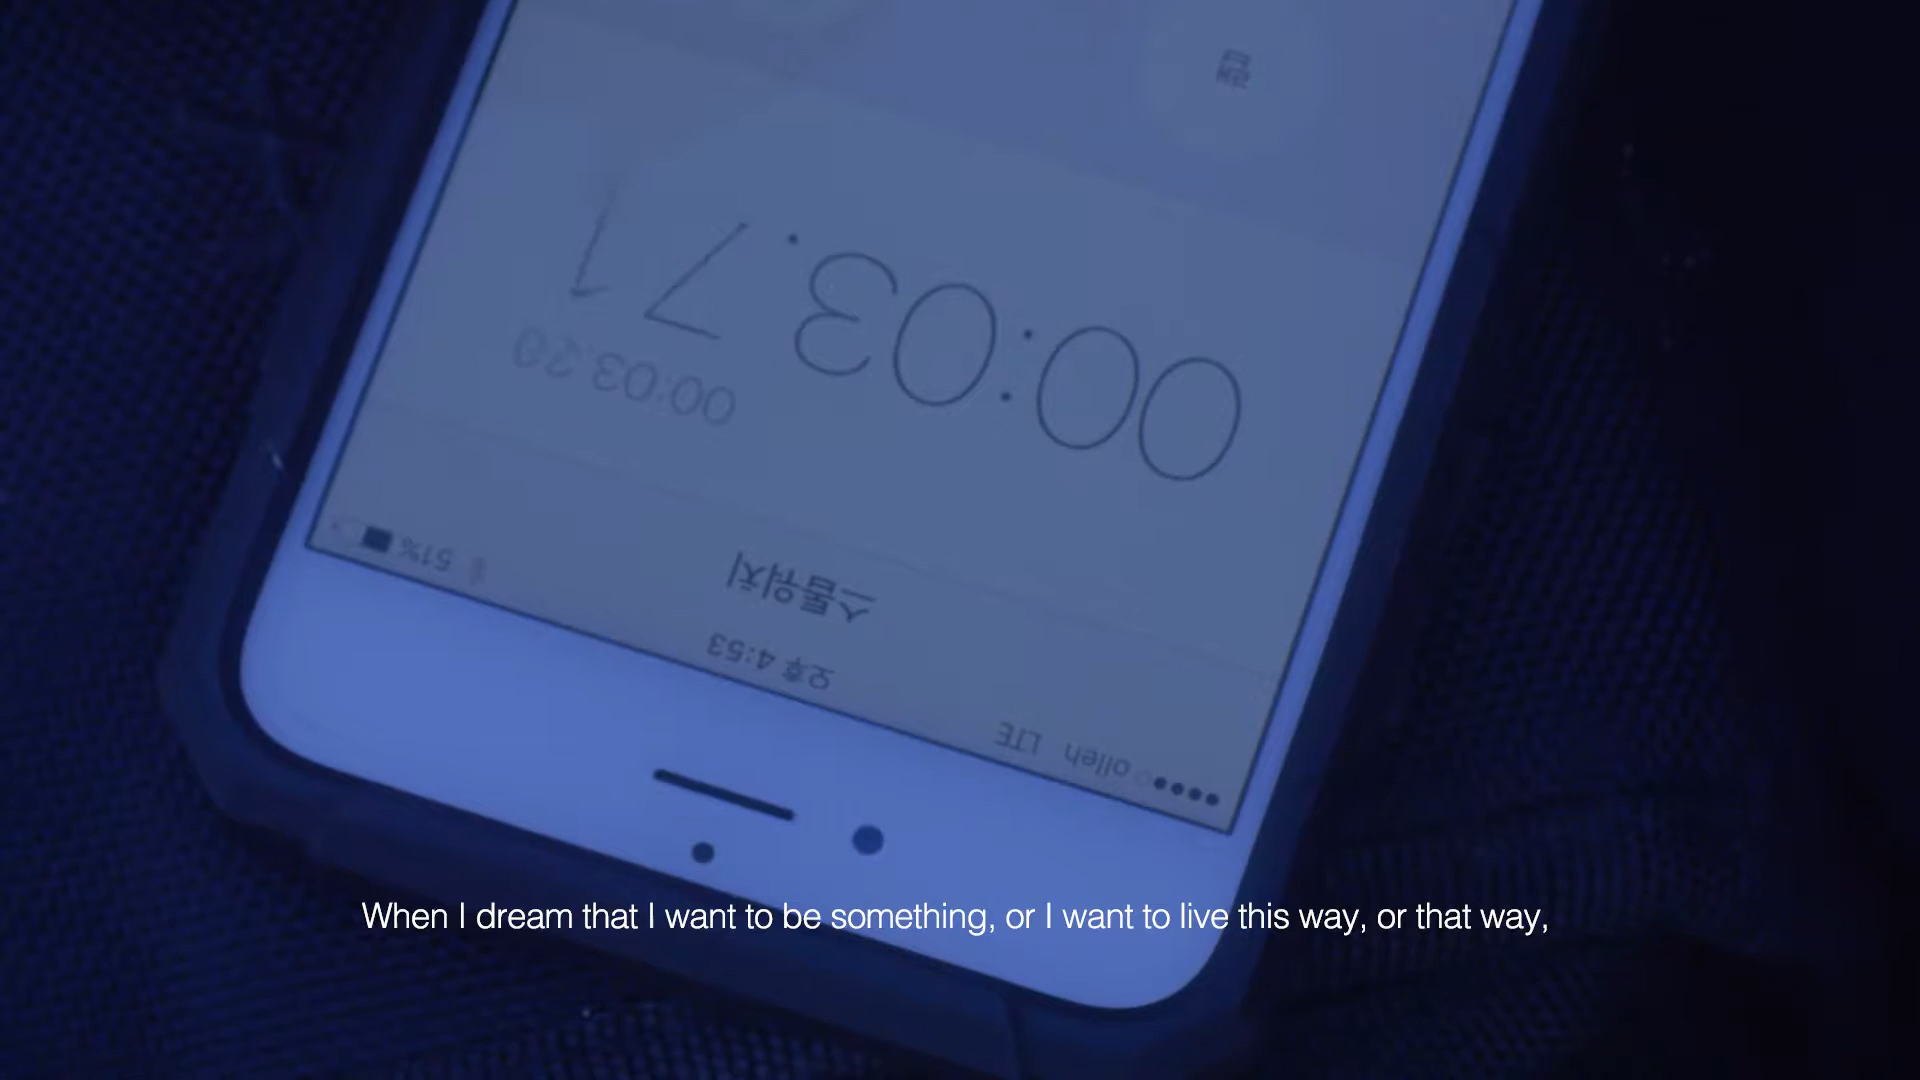 ●●●●○ olleh LTE
오후 4:53
51%
스톱워치
00:03.20
00:03.71
랩
When I dream that I want to be something, or I want to live this way, or that way,